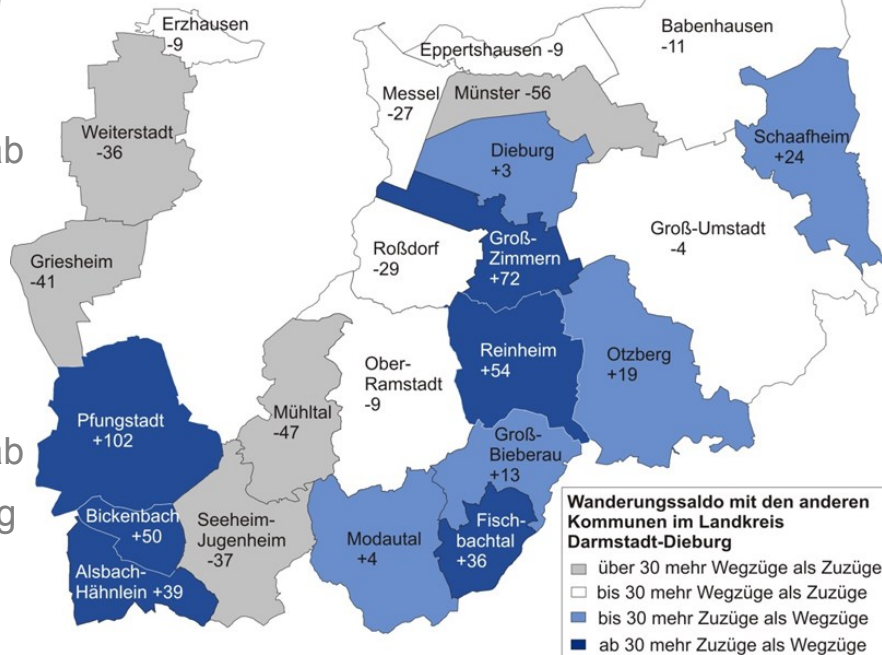 Erzhausen
-9
Babenhausen
-11
Eppertshausen -9
Messel
-27
Münster -56
Weiterstadt
-36
ab
Dieburg
+3
Schaafheim
+24
Groß-Umstadt
-4
Griesheim
-41
Roßdorf
-29
Groß-
Zimmern
+72
Reinheim
+54
Otzberg
+19
Ober-
Ramstadt
-9
Mühltal
-47
Pfungstadt
+102
ab
Groß-
Bieberau
+13
g
Bickenbach
+50
Seeheim-
Jugenheim
-37
Modautal
+4
Fisch-
bachtal
+36
Alsbach-
Hähnlein +39
Wanderungssaldo mit den anderen
Kommunen im Landkreis
Darmstadt-Dieburg
über 30 mehr Wegzüge als Zuzüge
bis 30 mehr Wegzüge als Zuzüge
bis 30 mehr Zuzüge als Wegzüge
ab 30 mehr Zuzüge als Wegzüge